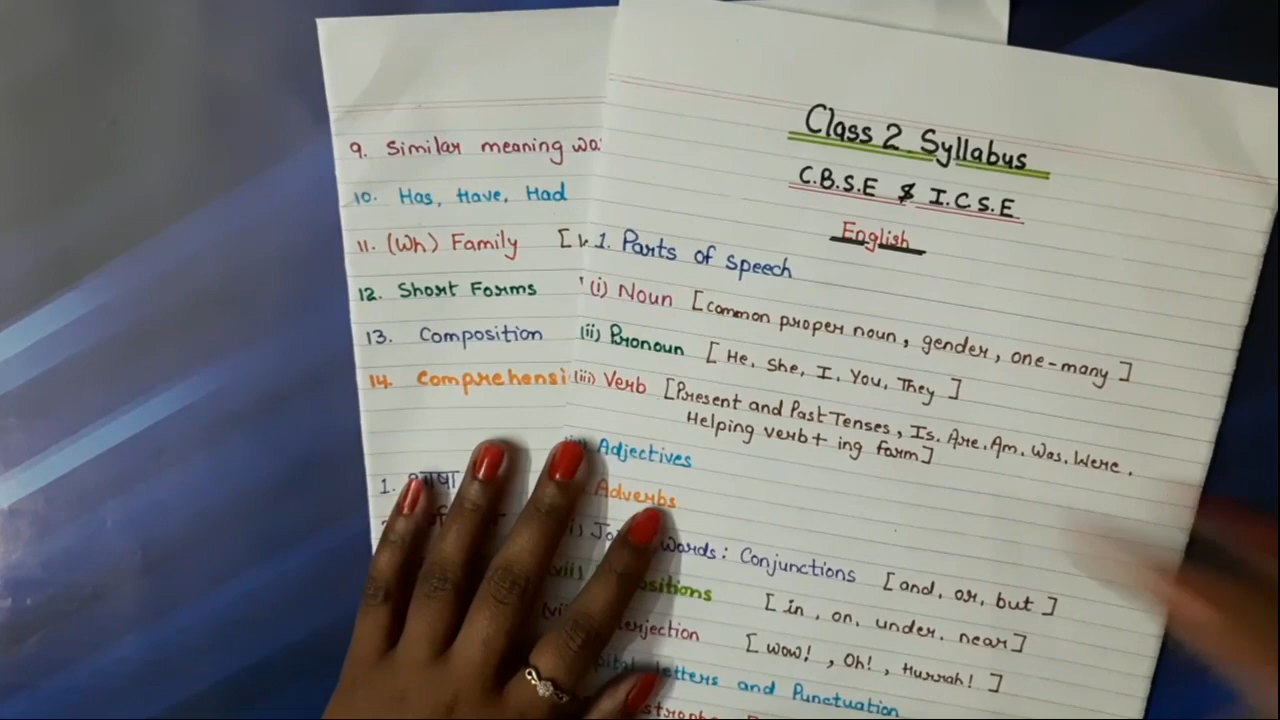 Class 2 Syllabus
C.B.S.E & I.C.S.E
English
1. Parts of speech
(i) Noun [common proper noun, gender, one-many]
(ii) Pronoun [He, She, I, You, They]
(iii) Verb [Present and Past Tenses, Is, Are, Am, Was, Were,
Helping verb + ing form]
Adjectives
Adverbs
words: Conjunctions [and, or, but]
[in, on, under, near]
[wow!, Oh!, Hurrah!]
letters and Punctuation
9. Similar meaning
10. Has, Have, Had
11. (Wh) Family
12. Short Forms
13. Composition
14.
1.